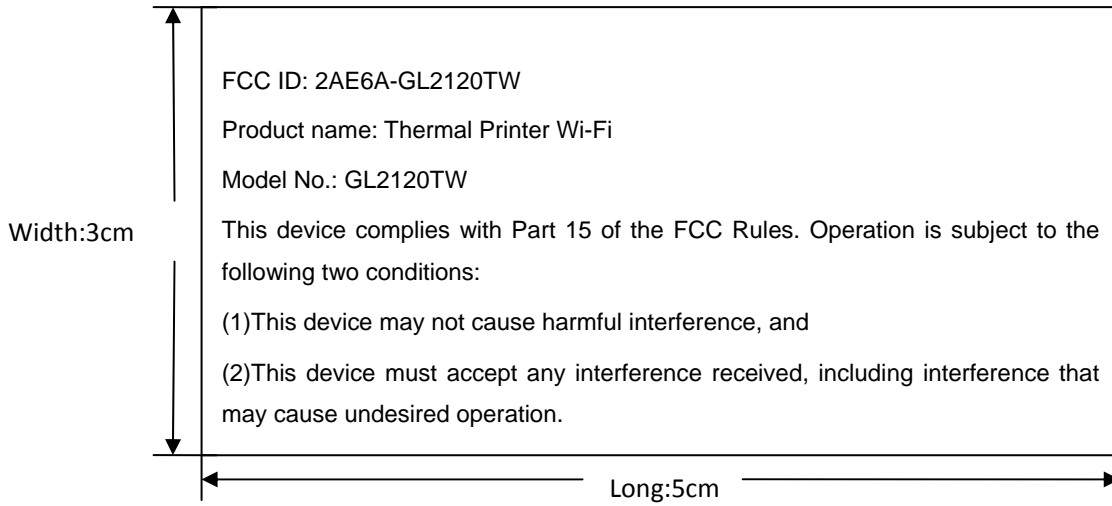 FCC ID: 2AE6A-GL2120TW
Product name: Thermal Printer Wi-Fi
Model No.: GL2120TW
Width:3cm
This device complies with Part 15 of the FCC Rules. Operation is subject to the
following two conditions:
(1)This device may not cause harmful interference, and
(2)This device must accept any interference received, including interference that
may cause undesired operation.
Long:5cm